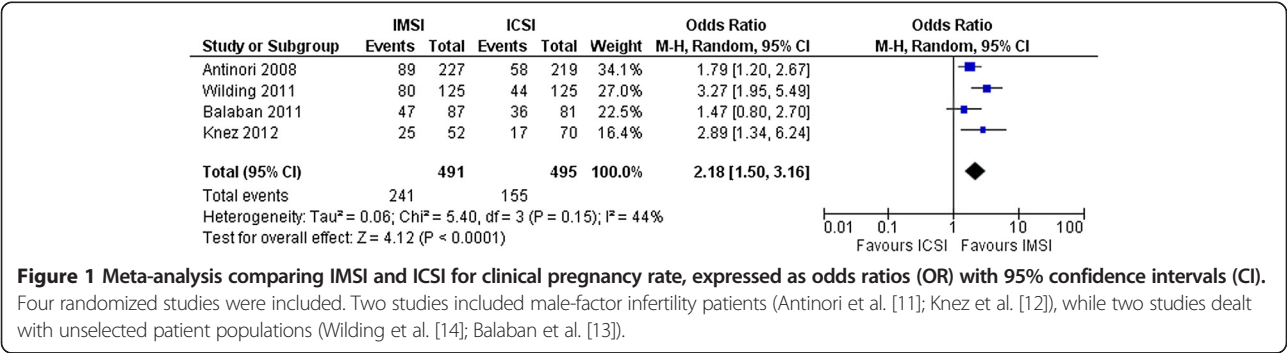 IMSI ICSI Odds Ratio Odds Ratio
Study or Subgroup Events Total Events Total Weight M-H, Random, 95% CI M-H, Random, 95% CI
Antinori 2008 89 227 58 219 34.1% 1.79 [1.20, 2.67]
Wilding 2011 80 125 44 125 27.0% 3.27 [1.95, 5.49]
Balaban 2011 47 87 36 81 22.5% 1.47 [0.80, 2.70]
Knez 2012 25 52 17 70 16.4% 2.89 [1.34, 6.24]
Total (95% CI) 491 495 100.0% 2.18 [1.50, 3.16]
Total events 241 155
Heterogeneity: Tau² = 0.06; Chi² = 5.40, df = 3 (P = 0.15); I² = 44%
Test for overall effect: Z = 4.12 (P < 0.0001)
0.01 0.1 1 10 100
Favours ICSI Favours IMSI
Figure 1 Meta-analysis comparing IMSI and ICSI for clinical pregnancy rate, expressed as odds ratios (OR) with 95% confidence intervals (CI).
Four randomized studies were included. Two studies included male-factor infertility patients (Antinori et al. [11]; Knez et al. [12]), while two studies dealt
with unselected patient populations (Wilding et al. [14]; Balaban et al. [13]).